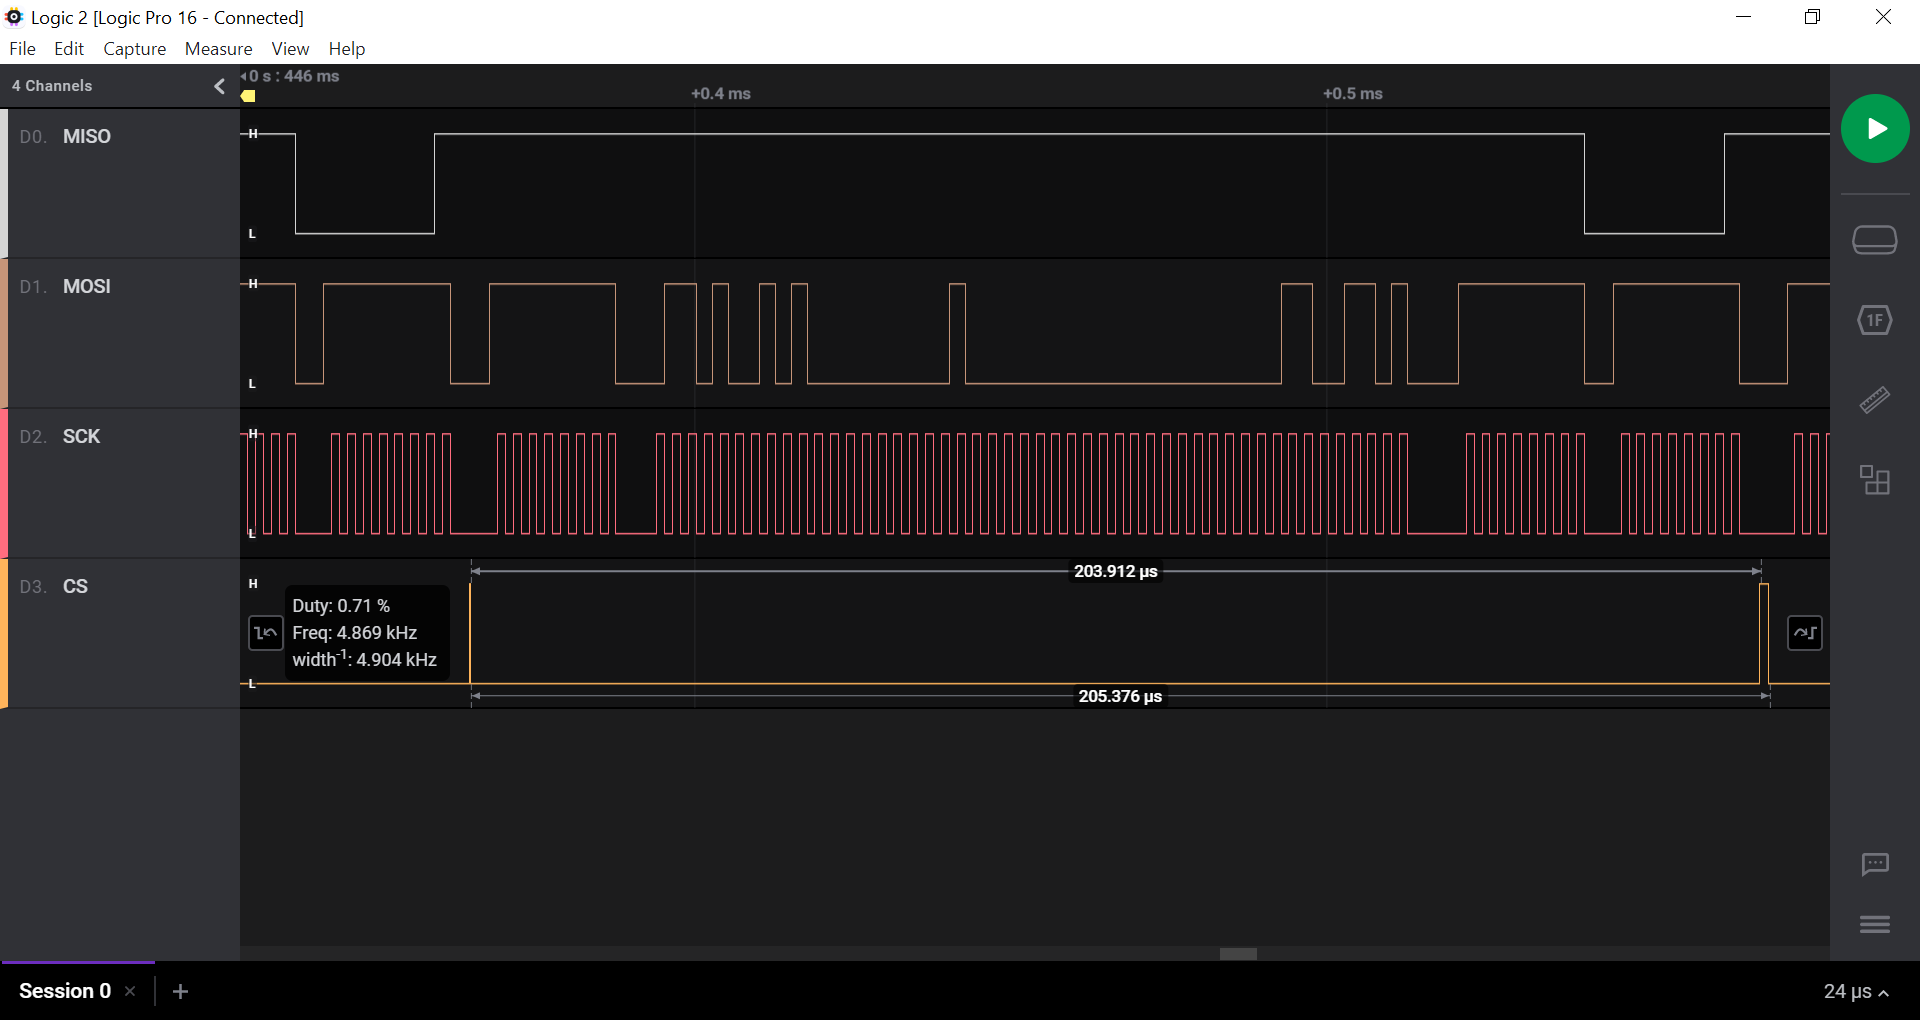 Logic 2 [Logic Pro 16 - Connected]
File Edit Capture Measure View Help
4 Channels
0 s : 446 ms
+0.4 ms
+0.5 ms
D0. MISO
H
L
D1. MOSI
H
L
1F
D2. SCK
H
L
D3. CS
H
L
203.912 µs
Duty: 0.71 %
Freq: 4.869 kHz
width-1: 4.904 kHz
205.376 µs
Session 0
24 µs